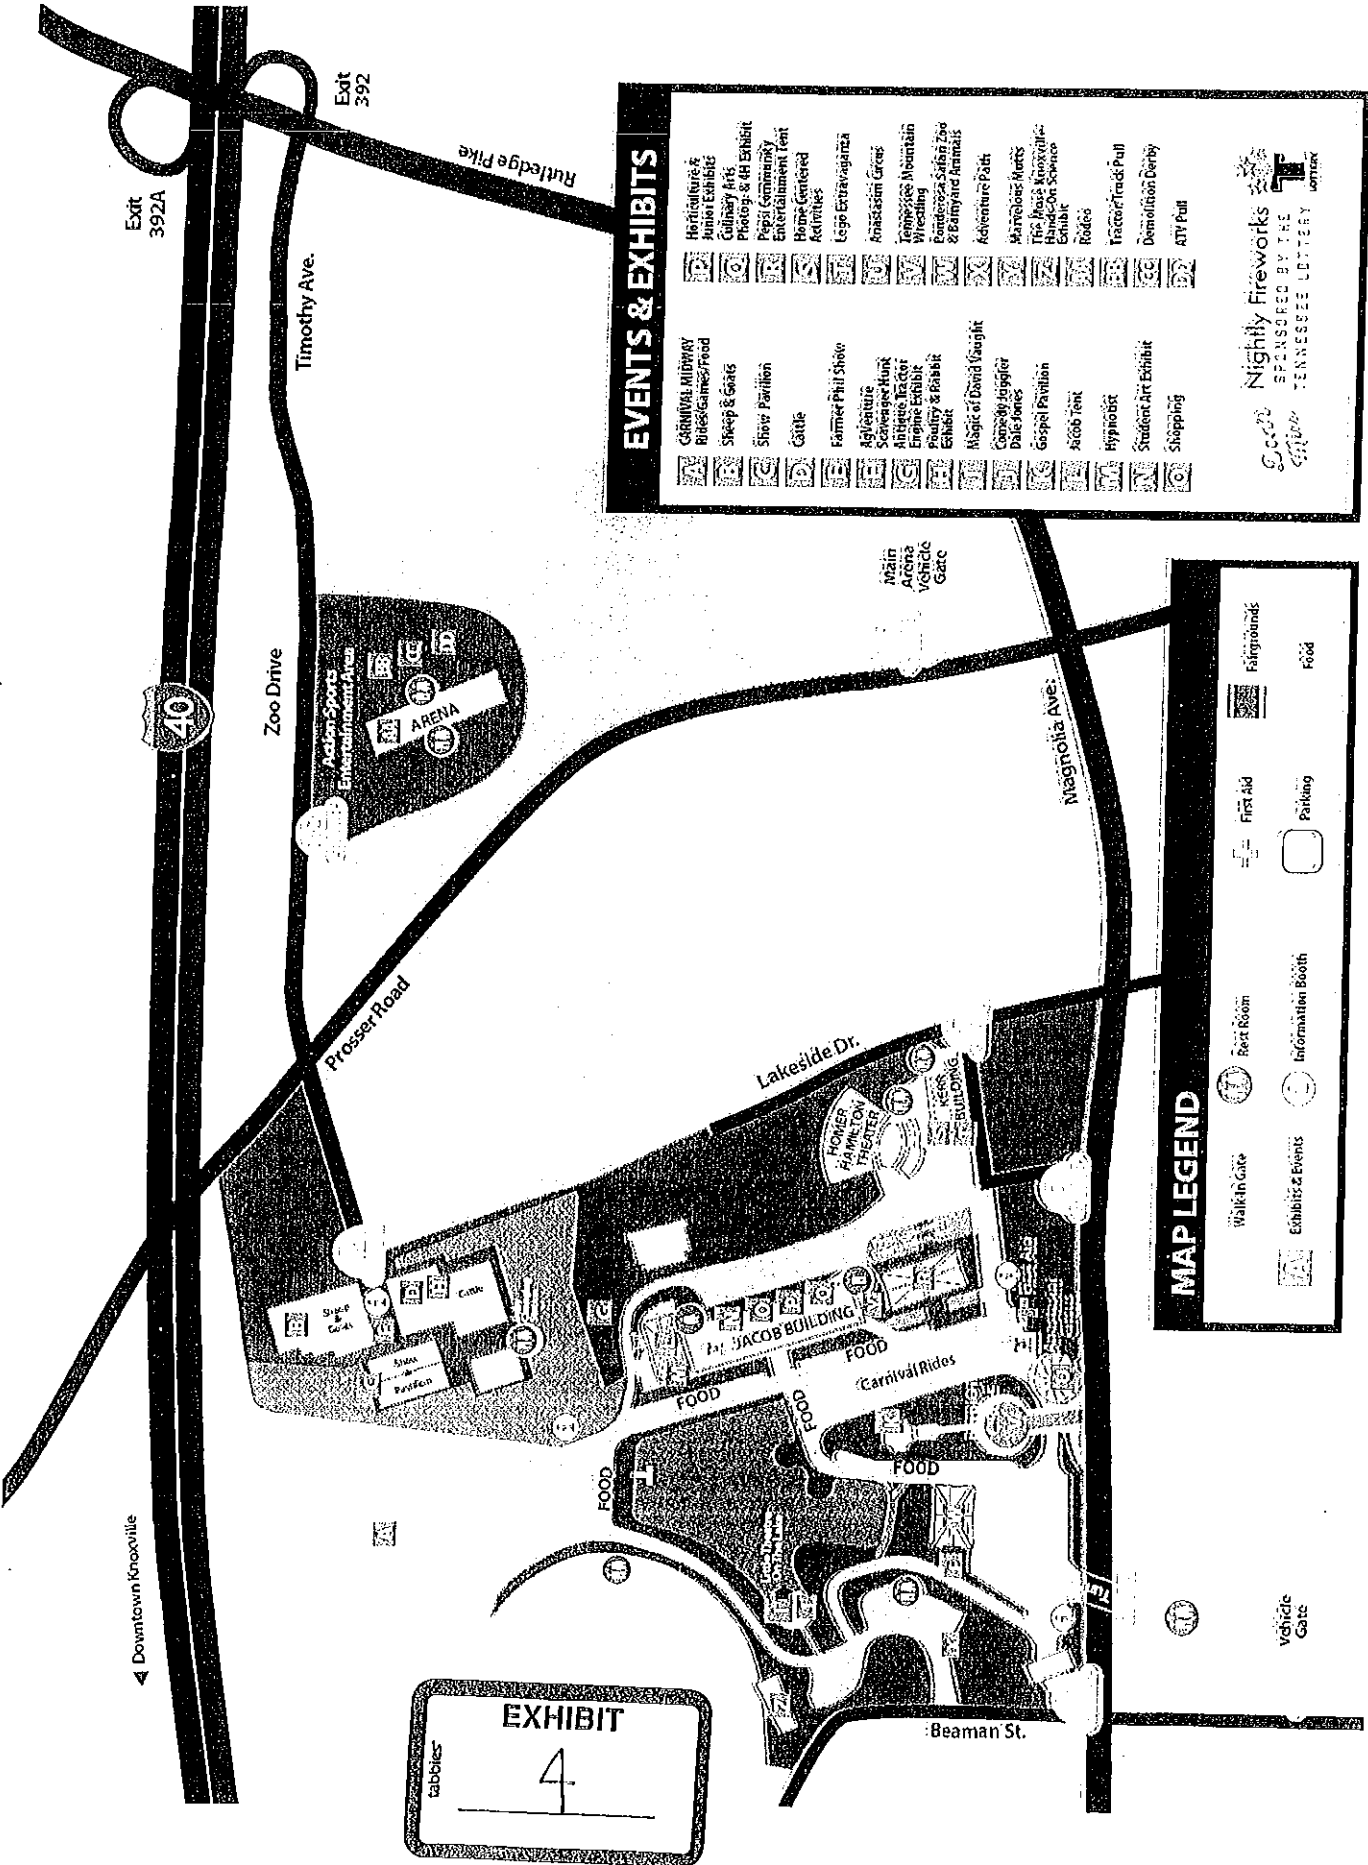 Exit
392A
Exit
392
Rutledge Pike
Timothy Ave.
40
Zoo Drive
Action Sports
Entertainment Area
AA
BB
CC
DD
ARENA
Prosser Road
Main
Arena
Vehicle
Gate
Magnolia Ave.
Lakeside Dr.
HOMER
HAMILTON
THEATER
KERR
BUILDING
Sheep
&
Goats
Show
Pavilion
Cattle
JACOB BUILDING
FOOD
FOOD
FOOD
FOOD
FOOD
Carnival Rides
A
Downtown Knoxville
Beaman St.
Vehicle
Gate
EVENTS & EXHIBITS
A CARNIVAL MIDWAY
Rides/Games/Food
B Sheep & Goats
C Show Pavilion
D Cattle
E Farmer Phil Show
F AgVenture
Scavenger Hunt
G Antique Tractor
Engine Exhibit
H Poultry & Rabbit
Exhibit
I Magic of David Vaught
J Comedy Juggler
Dale Jones
K Gospel Pavilion
L Jacob Tent
M Hypnotist
N Student Art Exhibit
O Shopping
P Horticulture &
Junior Exhibits
Q Culinary Arts
Photog. & 4H Exhibit
R Pepsi Community
Entertainment Tent
S Home Centered
Activities
T Lego Extravaganza
U Anastasini Circus
V Tennessee Mountain
Wrestling
W Ponderosa Safari Zoo
& Barnyard Animals
X Adventure Path
Y Marvelous Mutts
Z The Muse Knoxville
Hands-On Science
Exhibit
AA Rodeo
BB Tractor Truck Pull
CC Demolition Derby
DD ATV Pull
Don't
Miss
Nightly Fireworks
SPONSORED BY THE
TENNESSEE LOTTERY
T
LOTTERY
MAP LEGEND
Walk-In Gate
Rest Room
First Aid
Fairgrounds
A Exhibits & Events
Information Booth
Parking
Food
tabbies
EXHIBIT
4